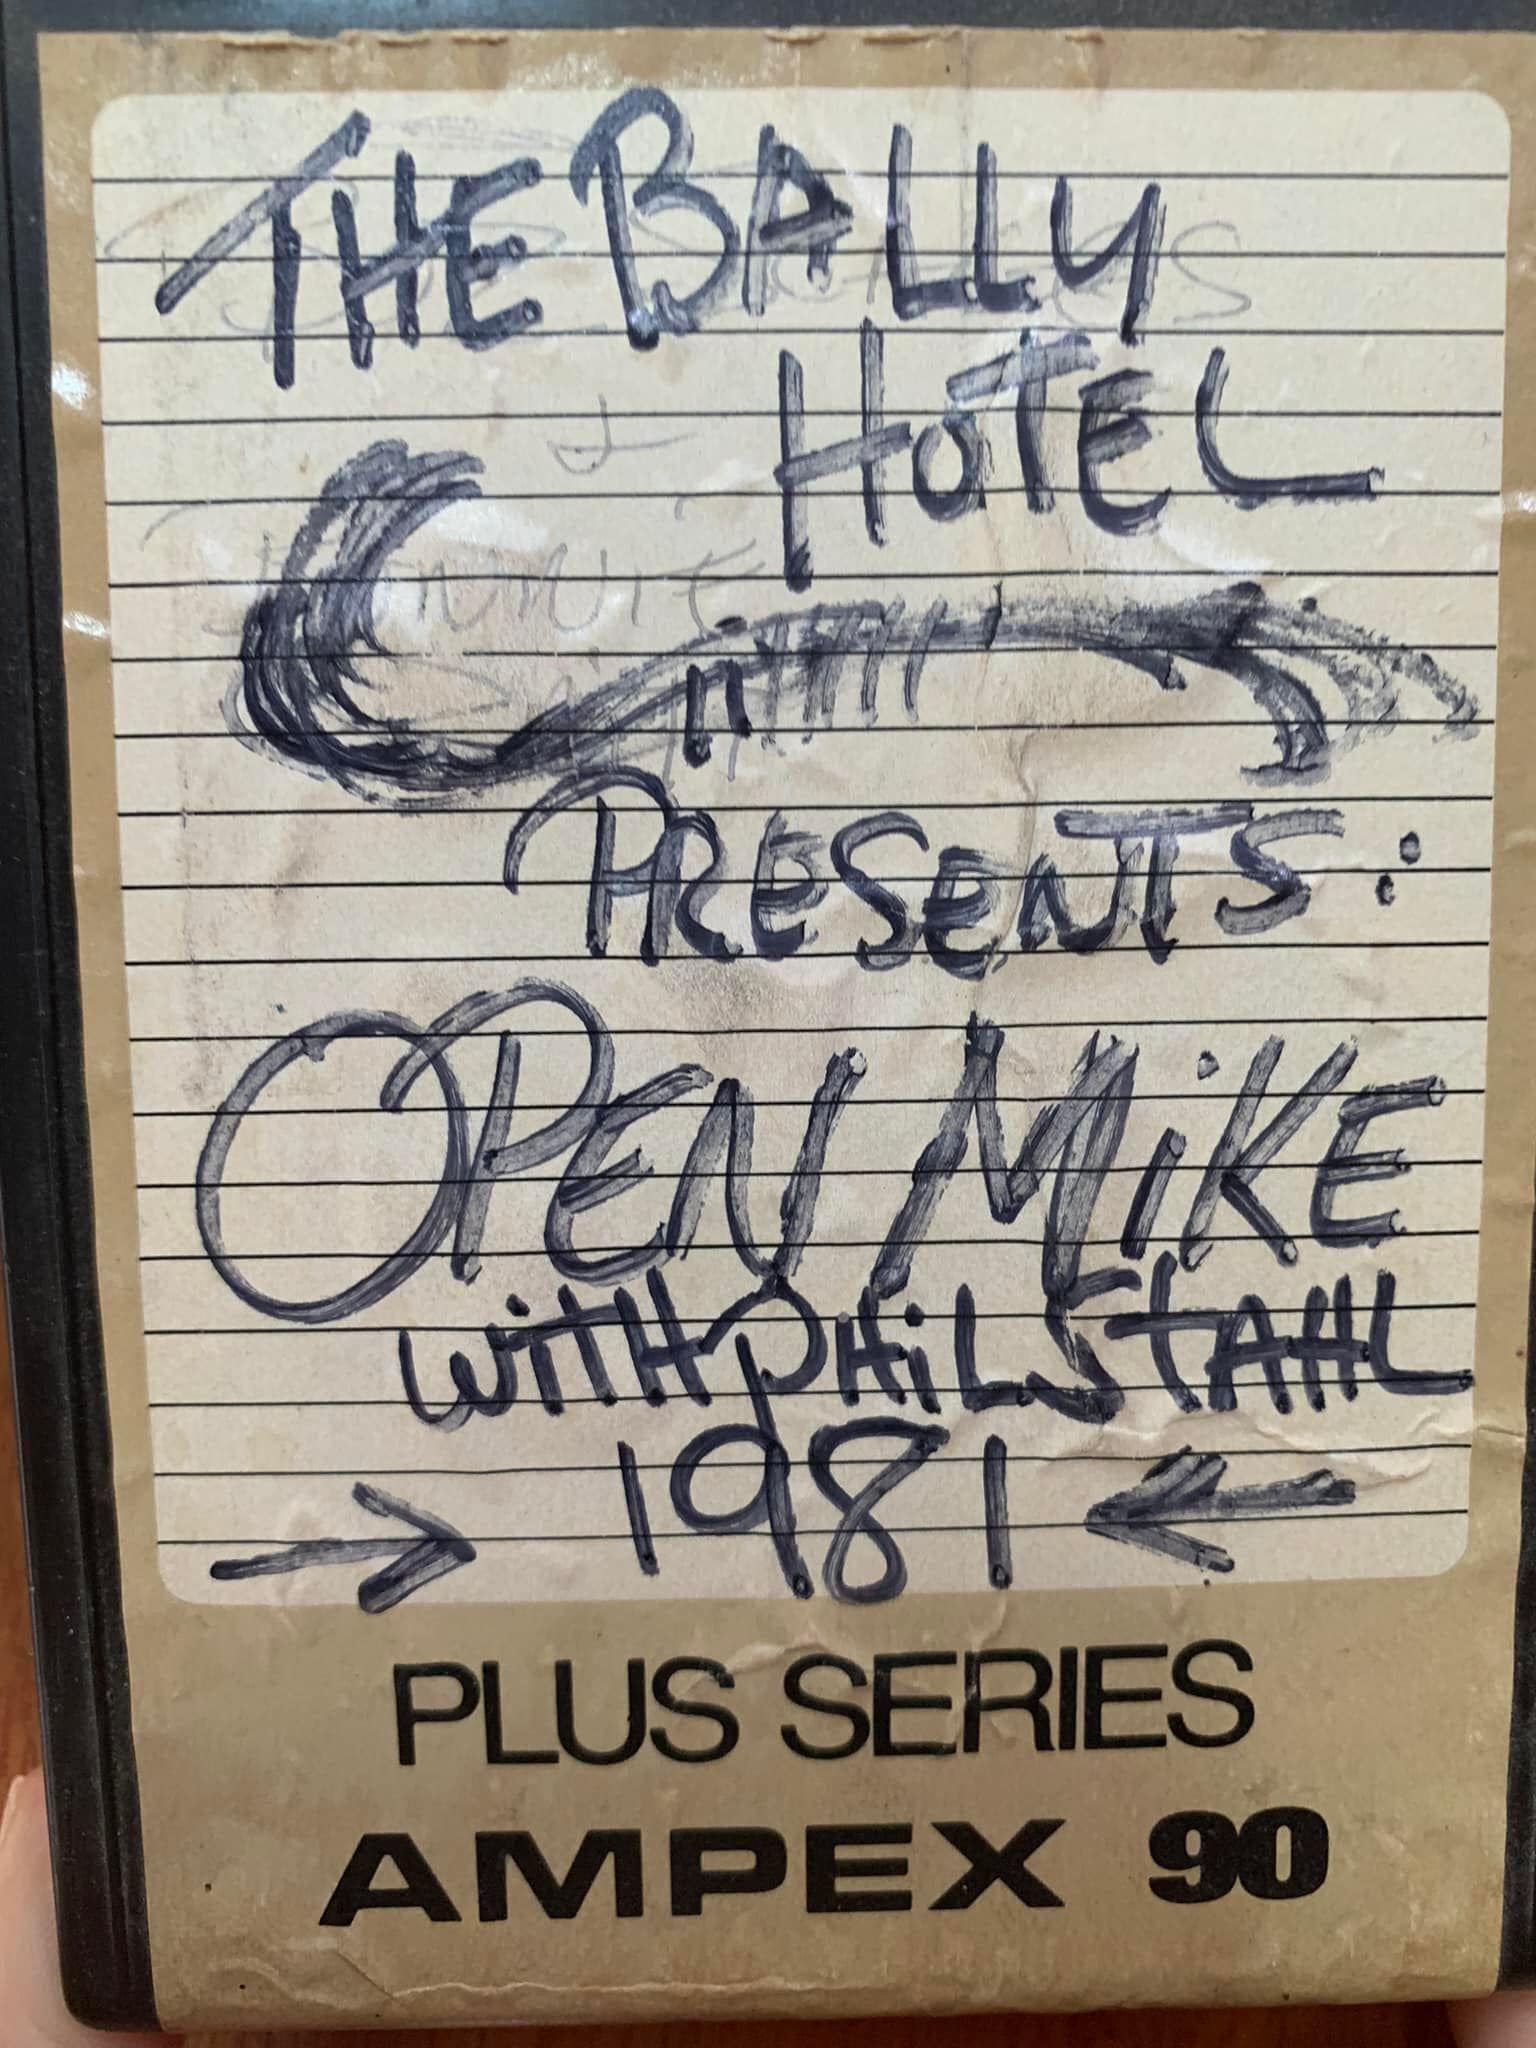 THE BALLY
HOTEL
PRESENTS:
OPEN MIKE
WITH PHIL STAHL
→ 1981 ←
PLUS SERIES
AMPEX 90